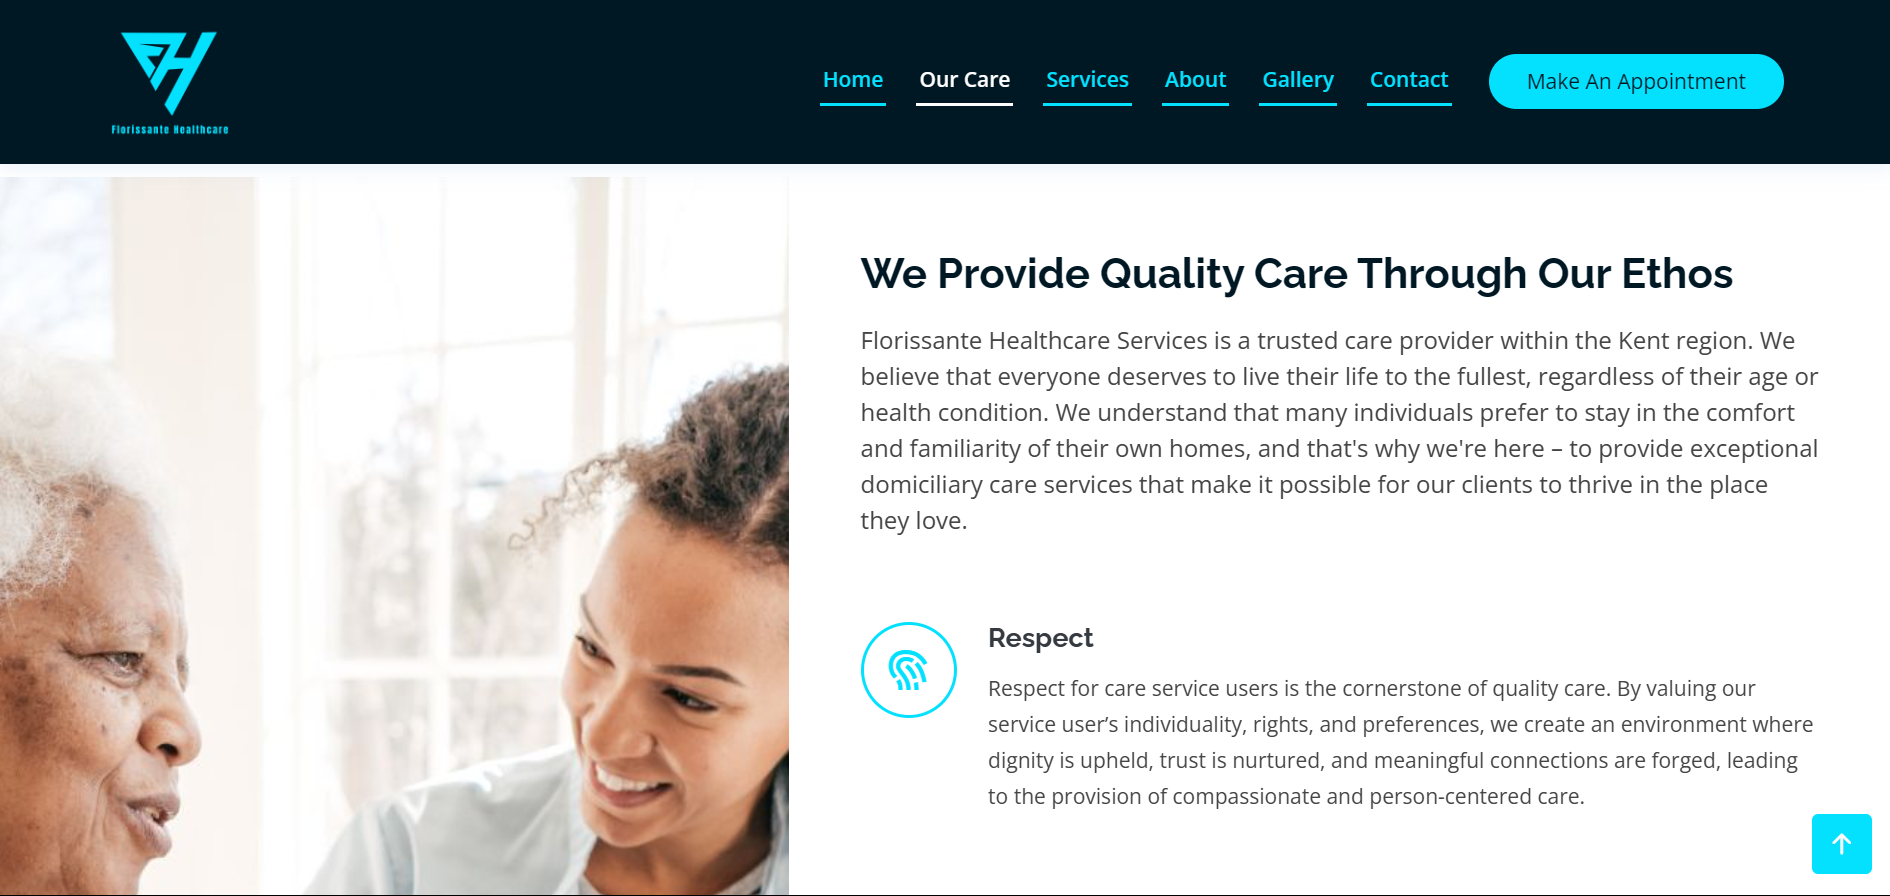 Florissante Healthcare
Home
Our Care
Services
About
Gallery
Contact
Make An Appointment
We Provide Quality Care Through Our Ethos
Florissante Healthcare Services is a trusted care provider within the Kent region. We
believe that everyone deserves to live their life to the fullest, regardless of their age or
health condition. We understand that many individuals prefer to stay in the comfort
and familiarity of their own homes, and that's why we're here – to provide exceptional
domiciliary care services that make it possible for our clients to thrive in the place
they love.
Respect
Respect for care service users is the cornerstone of quality care. By valuing our
service user’s individuality, rights, and preferences, we create an environment where
dignity is upheld, trust is nurtured, and meaningful connections are forged, leading
to the provision of compassionate and person-centered care.